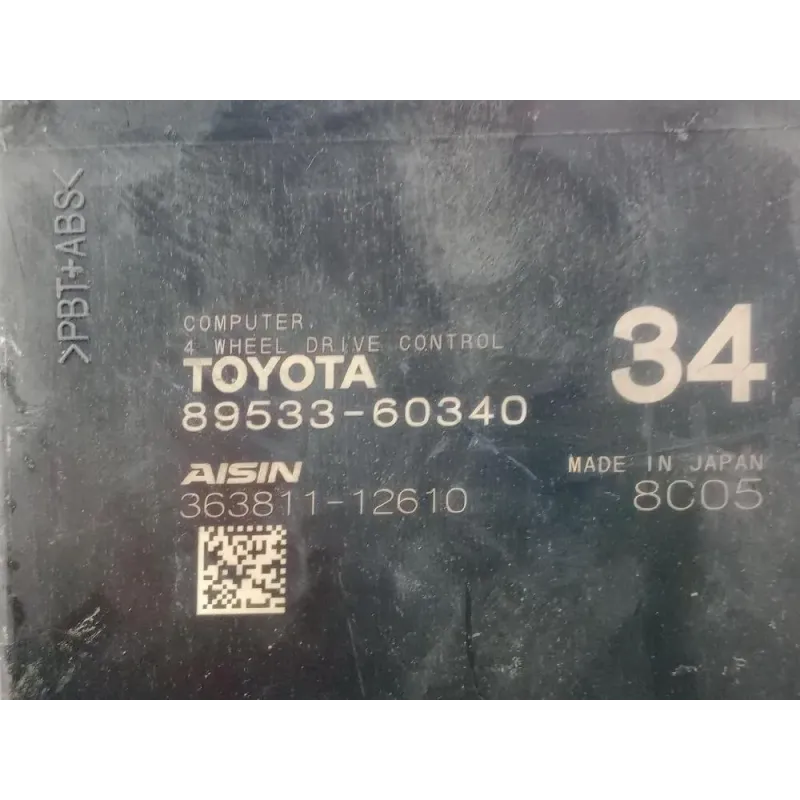 >PBT+ABS<
COMPUTER,
4 WHEEL DRIVE CONTROL
TOYOTA
89533-60340
34
AISIN
363811-12610
MADE IN JAPAN
8C05